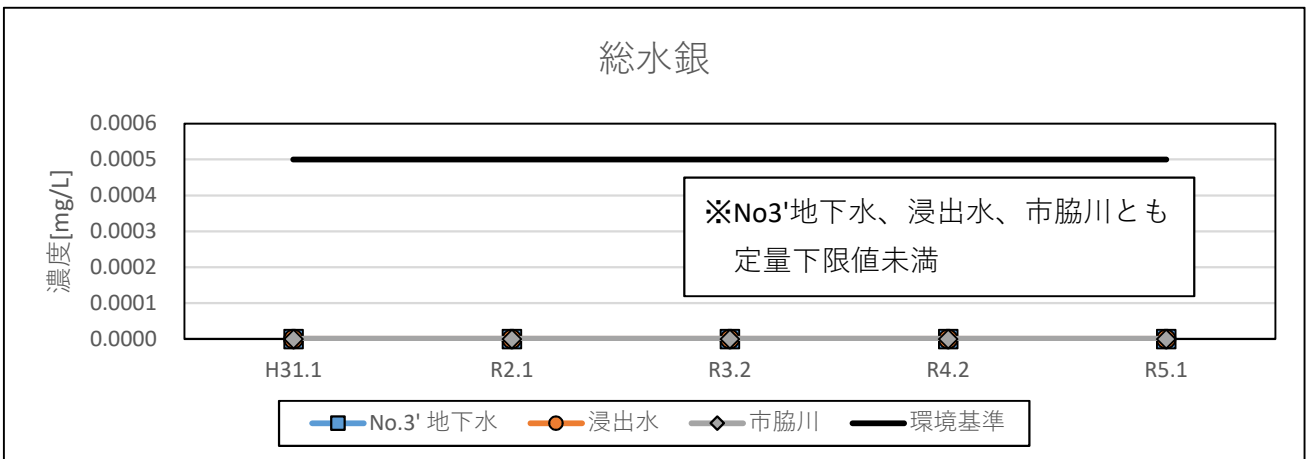 総水銀
濃度[mg/L]
0.0006
0.0005
0.0004
0.0003
0.0002
0.0001
0.0000
※No3'地下水、浸出水、市脇川とも
定量下限値未満
H31.1 R2.1 R3.2 R4.2 R5.1
No.3' 地下水 浸出水 市脇川 環境基準